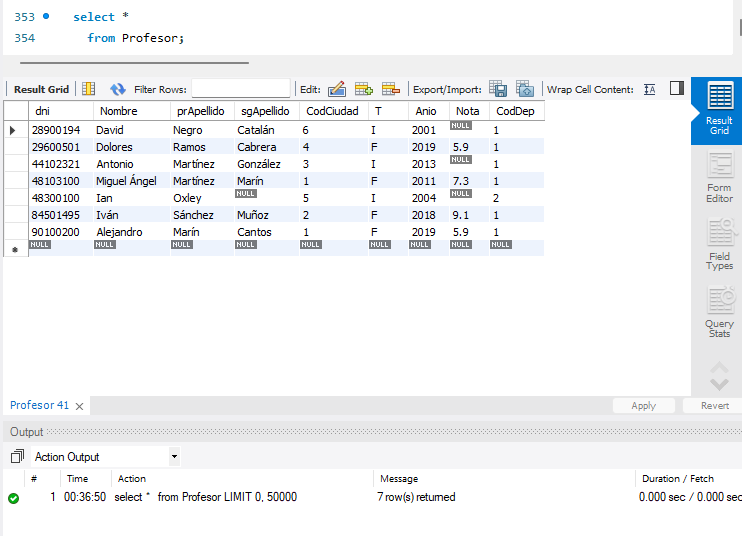 353 select *
354 from Profesor;
Result Grid Filter Rows: Edit: Export/Import: Wrap Cell Content:
dni Nombre prApellido sgApellido CodCiudad T Anio Nota CodDep
28900194 David Negro Catalán 6 I 2001 NULL 1
29600501 Dolores Ramos Cabrera 4 F 2019 5.9 1
44102321 Antonio Martínez González 3 I 2013 NULL 1
48103100 Miguel Ángel Martínez Marín 1 F 2011 7.3 1
48300100 Ian Oxley NULL 5 I 2004 NULL 2
84501495 Iván Sánchez Muñoz 2 F 2018 9.1 1
90100200 Alejandro Marín Cantos 1 F 2019 5.9 1
NULL NULL NULL NULL NULL NULL NULL NULL NULL
Result
Grid
Form
Editor
Field
Types
Query
Stats
Profesor 41 Apply Revert
Output
Action Output
# Time Action Message Duration / Fetch
1 00:36:50 select * from Profesor LIMIT 0, 50000 7 row(s) returned 0.000 sec / 0.000 sec